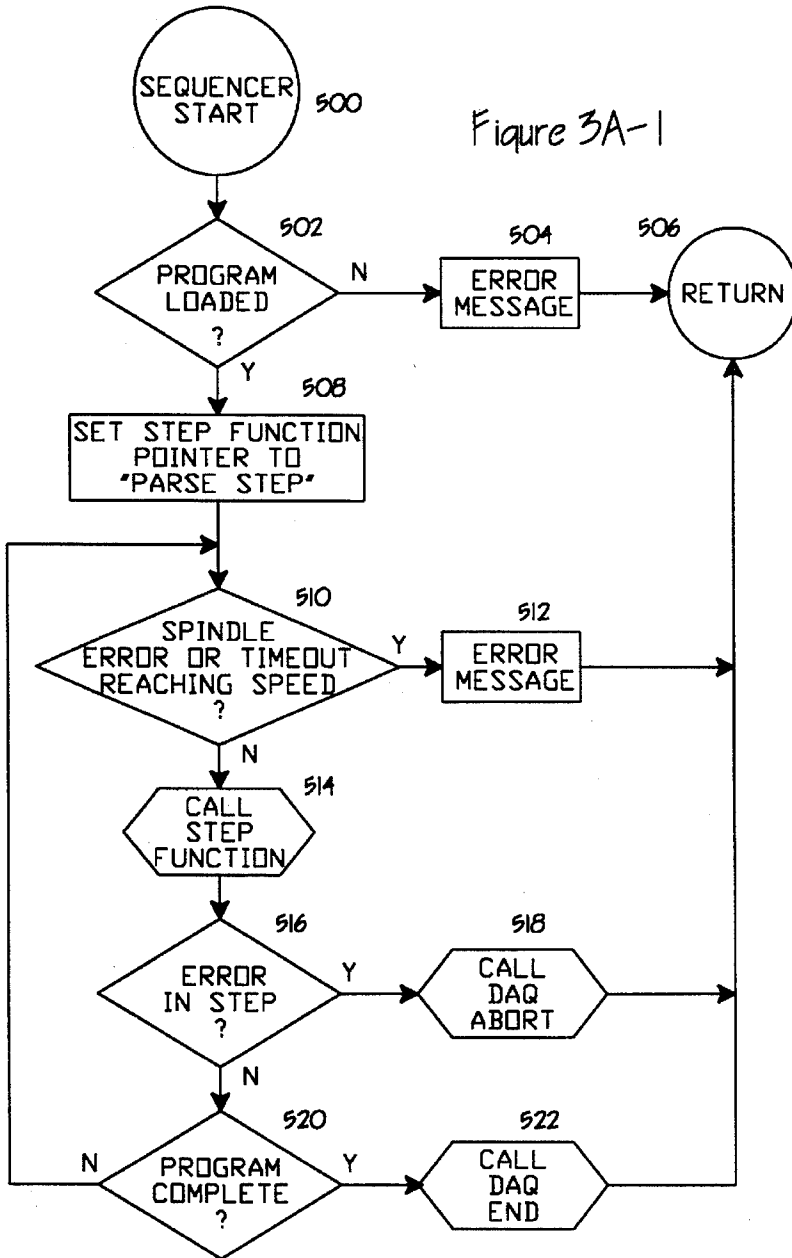 SEQUENCER
START
500
Figure 3A-1
502
PROGRAM
LOADED
?
N
Y
504
ERROR
MESSAGE
506
RETURN
508
SET STEP FUNCTION
POINTER TO
"PARSE STEP"
510
SPINDLE
ERROR OR TIMEOUT
REACHING SPEED
?
Y
N
512
ERROR
MESSAGE
514
CALL
STEP
FUNCTION
516
ERROR
IN STEP
?
Y
N
518
CALL
DAQ
ABORT
520
N
PROGRAM
COMPLETE
?
Y
522
CALL
DAQ
END